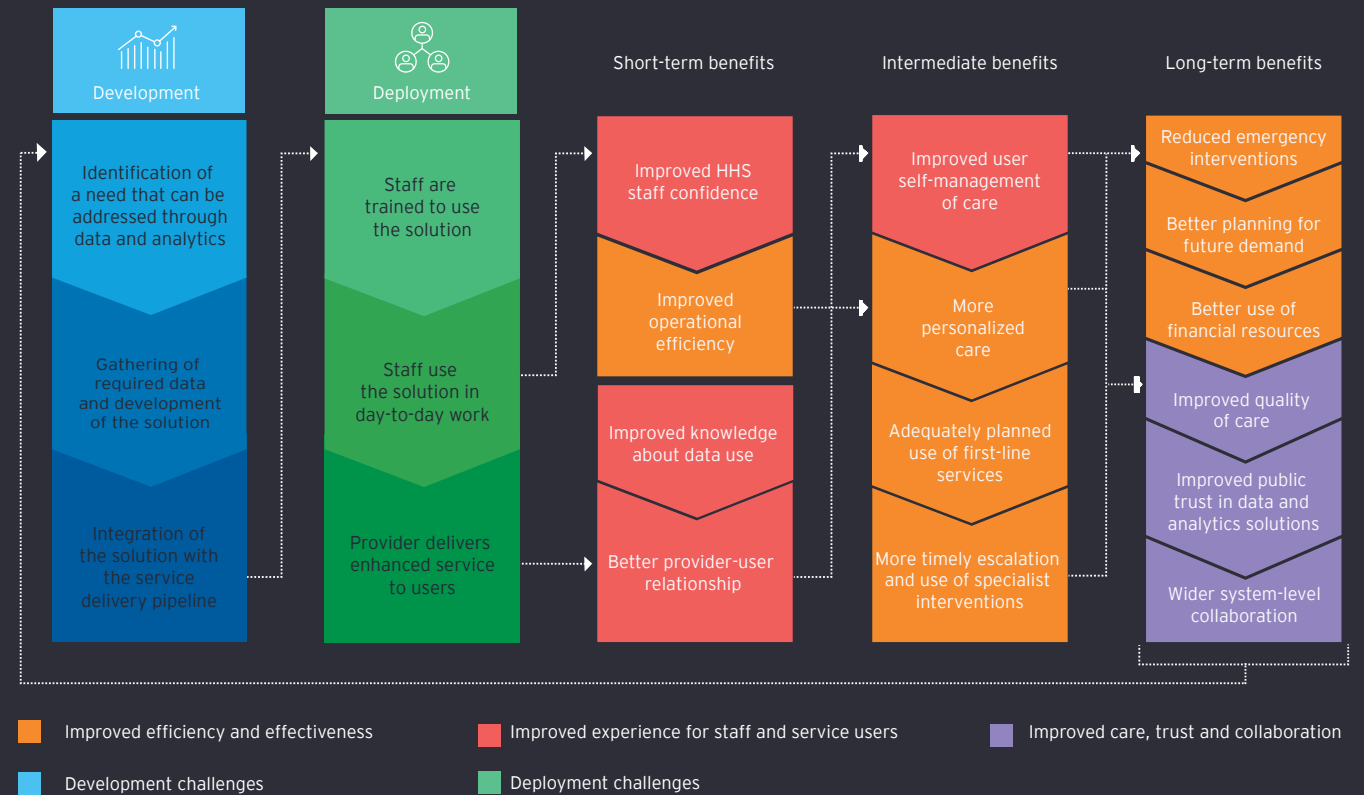 Development
Deployment
Short-term benefits
Intermediate benefits
Long-term benefits
Identification of
a need that can be
addressed through
data and analytics
Gathering of
required data
and development
of the solution
Integration of
the solution with
the service
delivery pipeline
Staff are
trained to use
the solution
Staff use
the solution in
day-to-day work
Provider delivers
enhanced service
to users
Improved HHS
staff confidence
Improved
operational
efficiency
Improved knowledge
about data use
Better provider-user
relationship
Improved user
self-management
of care
More
personalized
care
Adequately planned
use of first-line
services
More timely escalation
and use of specialist
interventions
Reduced emergency
interventions
Better planning for
future demand
Better use of
financial resources
Improved quality
of care
Improved public
trust in data and
analytics solutions
Wider system-level
collaboration
Improved efficiency and effectiveness
Improved experience for staff and service users
Improved care, trust and collaboration
Development challenges
Deployment challenges